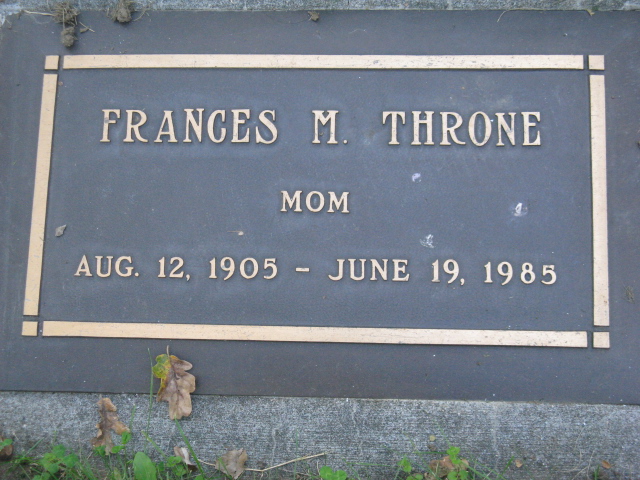 FRANCES M. THRONE
MOM
AUG. 12, 1905 - JUNE 19, 1985